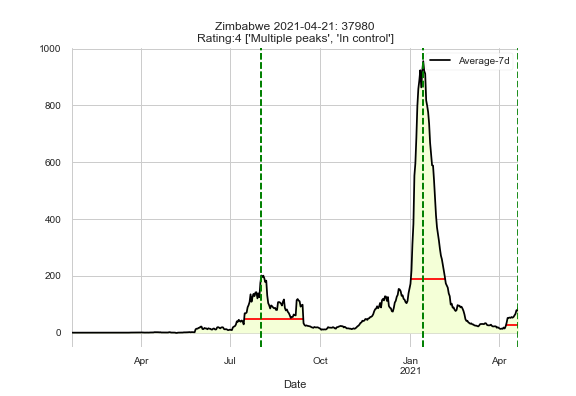 Zimbabwe 2021-04-21: 37980
Rating:4 ['Multiple peaks', 'In control']
1000
800
600
400
200
0
Average-7d
Apr
Jul
Oct
Jan
2021
Apr
Date